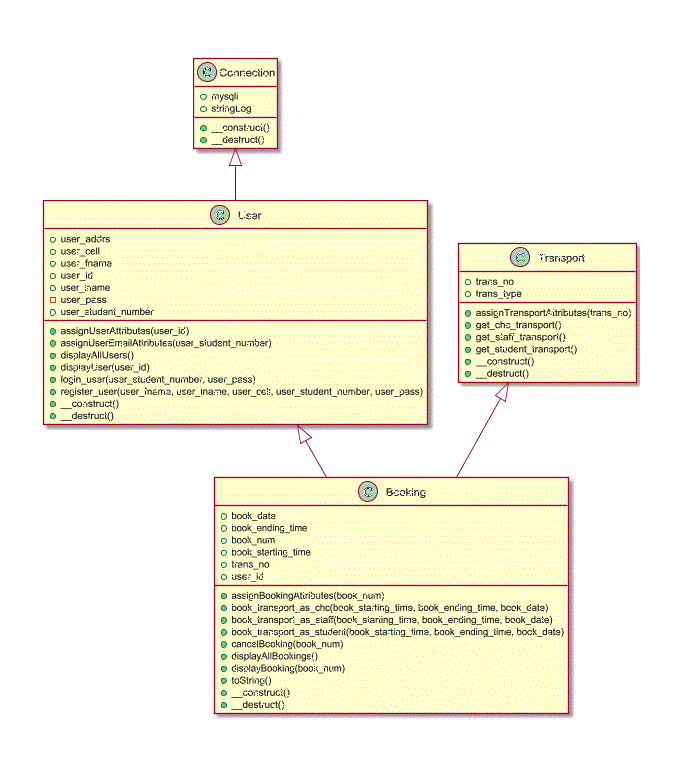 C Connection
mysqli
stringLog
__construct()
__destruct()
C User
user_addrs
user_cell
user_fname
user_id
user_lname
user_pass
user_student_number
assignUserAttributes(user_id)
assignUserEmailAttributes(user_student_number)
displayAllUsers()
displayUser(user_id)
login_user(user_student_number, user_pass)
register_user(user_fname, user_lname, user_cell, user_student_number, user_pass)
__construct()
__destruct()
C Transport
trans_no
trans_type
assignTransportAttributes(trans_no)
get_chc_transport()
get_staff_transport()
get_student_transport()
__construct()
__destruct()
C Booking
book_date
book_ending_time
book_num
book_starting_time
trans_no
user_id
assignBookingAttributes(book_num)
book_transport_as_chc(book_starting_time, book_ending_time, book_date)
book_transport_as_staff(book_starting_time, book_ending_time, book_date)
book_transport_as_student(book_starting_time, book_ending_time, book_date)
cancelBooking(book_num)
displayAllBookings()
displayBooking(book_num)
toString()
__construct()
__destruct()